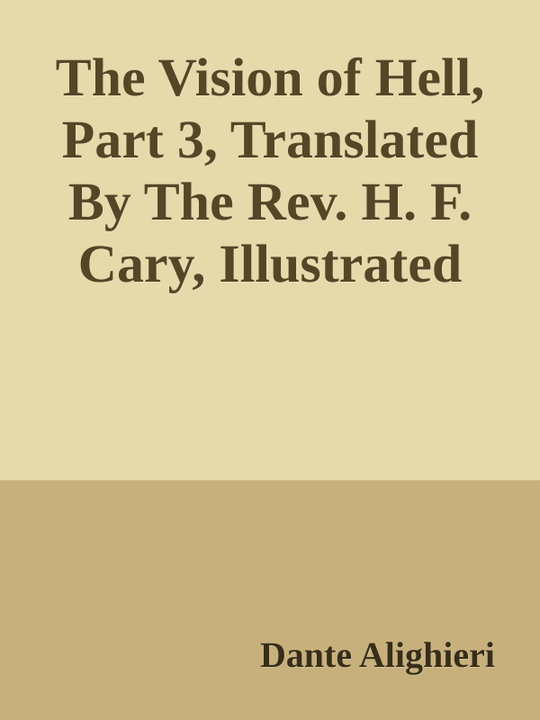 The Vision of Hell,
Part 3, Translated
By The Rev. H. F.
Cary, Illustrated
Dante Alighieri